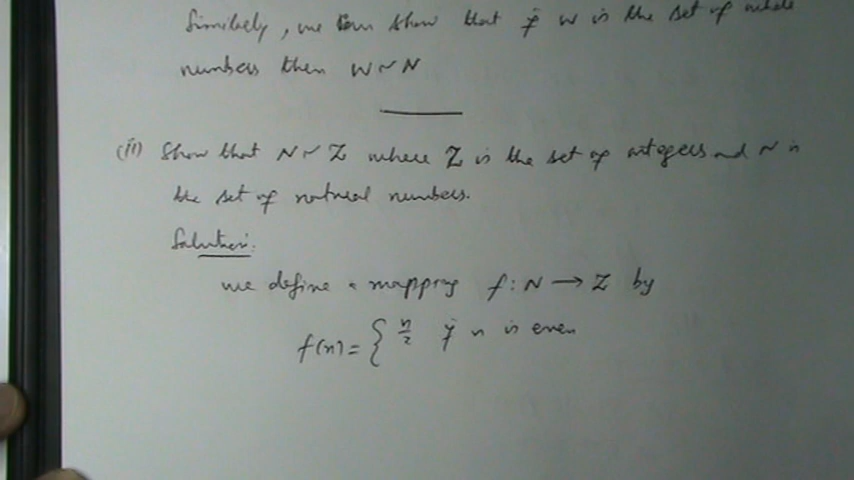 Similarly, we can show that if W is the set of whole
numbers then W ~ N
(ii) Show that N ~ Z where Z is the set of integers and N is
the set of natural numbers.
Solution:
we define a mapping f : N → Z by
f(n) = { n/2 if n is even